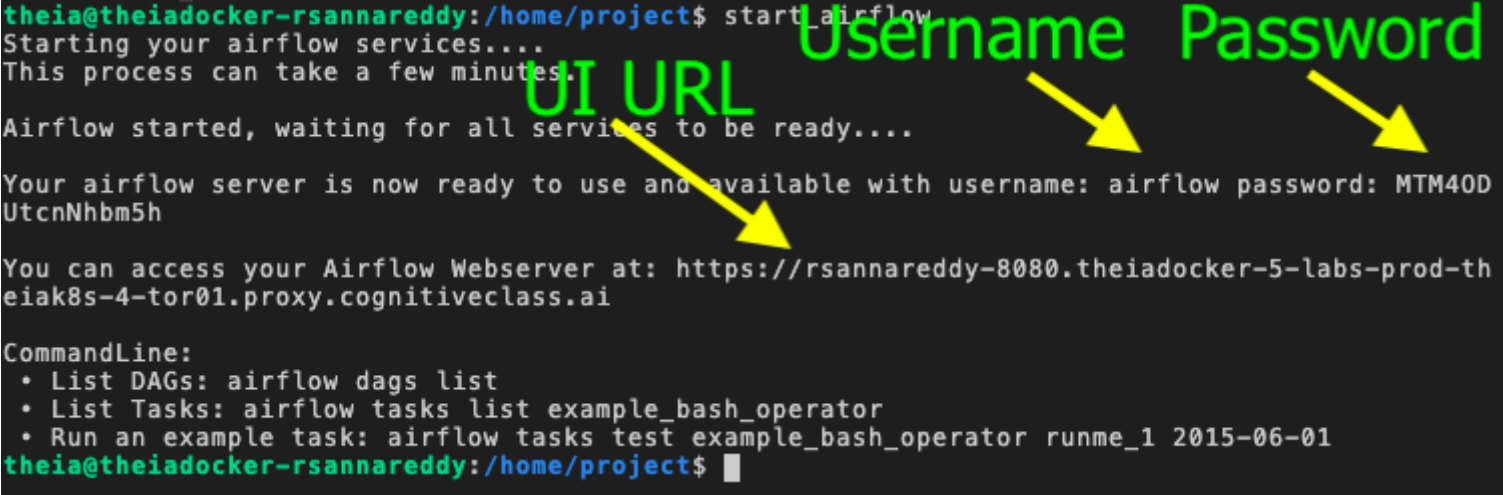 theia@theiadocker-rsannareddy:/home/project$ start_airflow
Username Password
Starting your airflow services....
This process can take a few minutes.
UI URL
Airflow started, waiting for all services to be ready....
Your airflow server is now ready to use and available with username: airflow password: MTM4OD
UtcnNhbm5h
You can access your Airflow Webserver at: https://rsannareddy-8080.theiadocker-5-labs-prod-th
eiak8s-4-tor01.proxy.cognitiveclass.ai
CommandLine:
• List DAGs: airflow dags list
• List Tasks: airflow tasks list example_bash_operator
• Run an example task: airflow tasks test example_bash_operator runme_1 2015-06-01
theia@theiadocker-rsannareddy:/home/project$